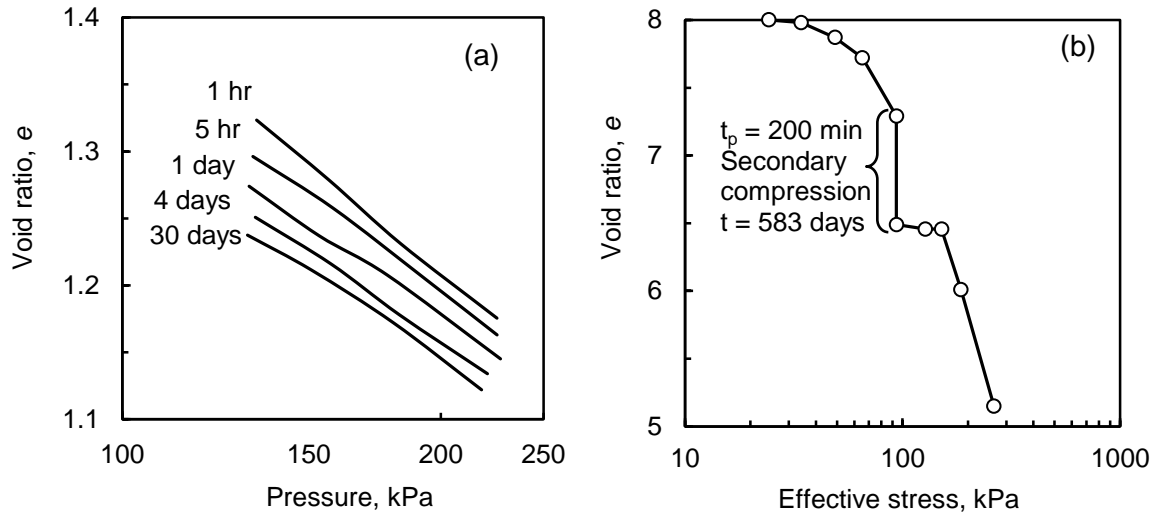 (a)
1.4
1.3
1.2
1.1
Void ratio, e
1 hr
5 hr
1 day
4 days
30 days
100
150
200
250
Pressure, kPa
(b)
8
7
6
5
Void ratio, e
tp = 200 min
Secondary
compression
t = 583 days
10
100
1000
Effective stress, kPa